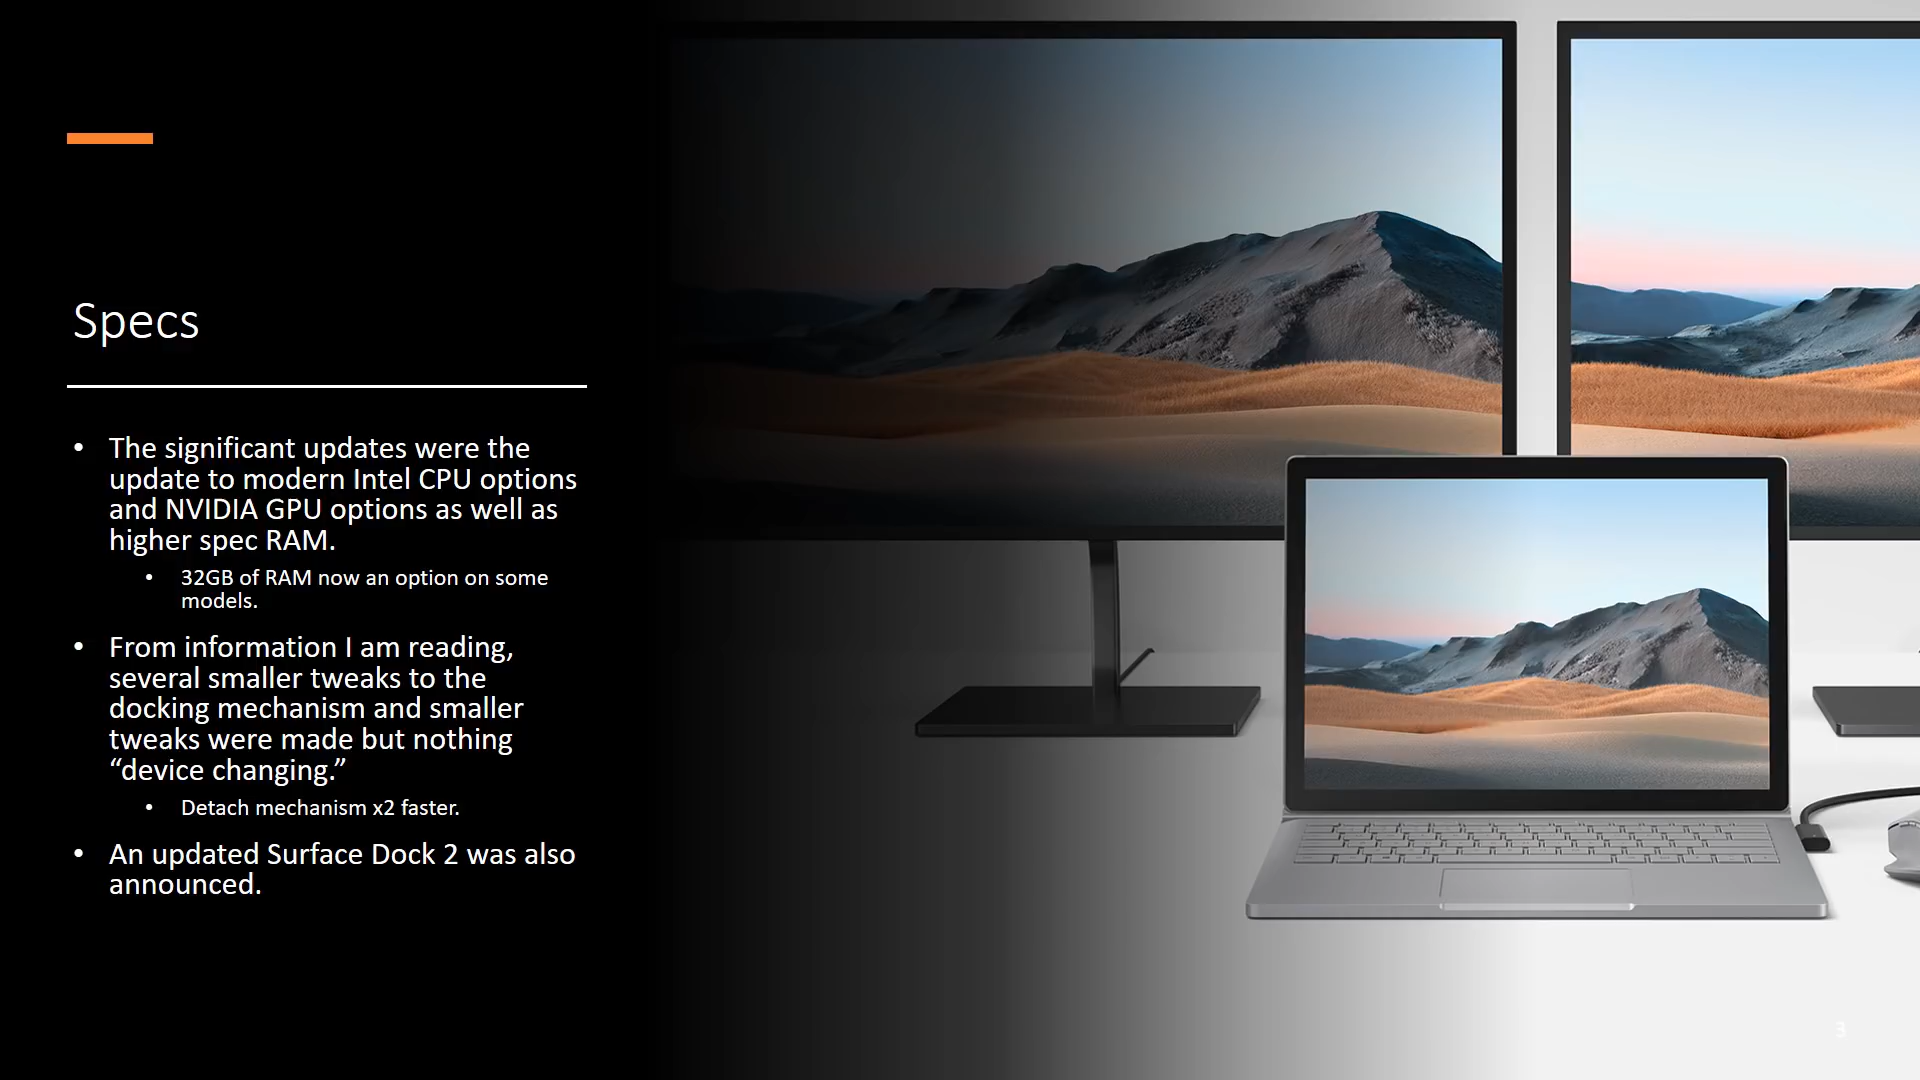 Specs
• The significant updates were the
update to modern Intel CPU options
and NVIDIA GPU options as well as
higher spec RAM.
• 32GB of RAM now an option on some
models.
• From information I am reading,
several smaller tweaks to the
docking mechanism and smaller
tweaks were made but nothing
“device changing.”
• Detach mechanism x2 faster.
• An updated Surface Dock 2 was also
announced.
3